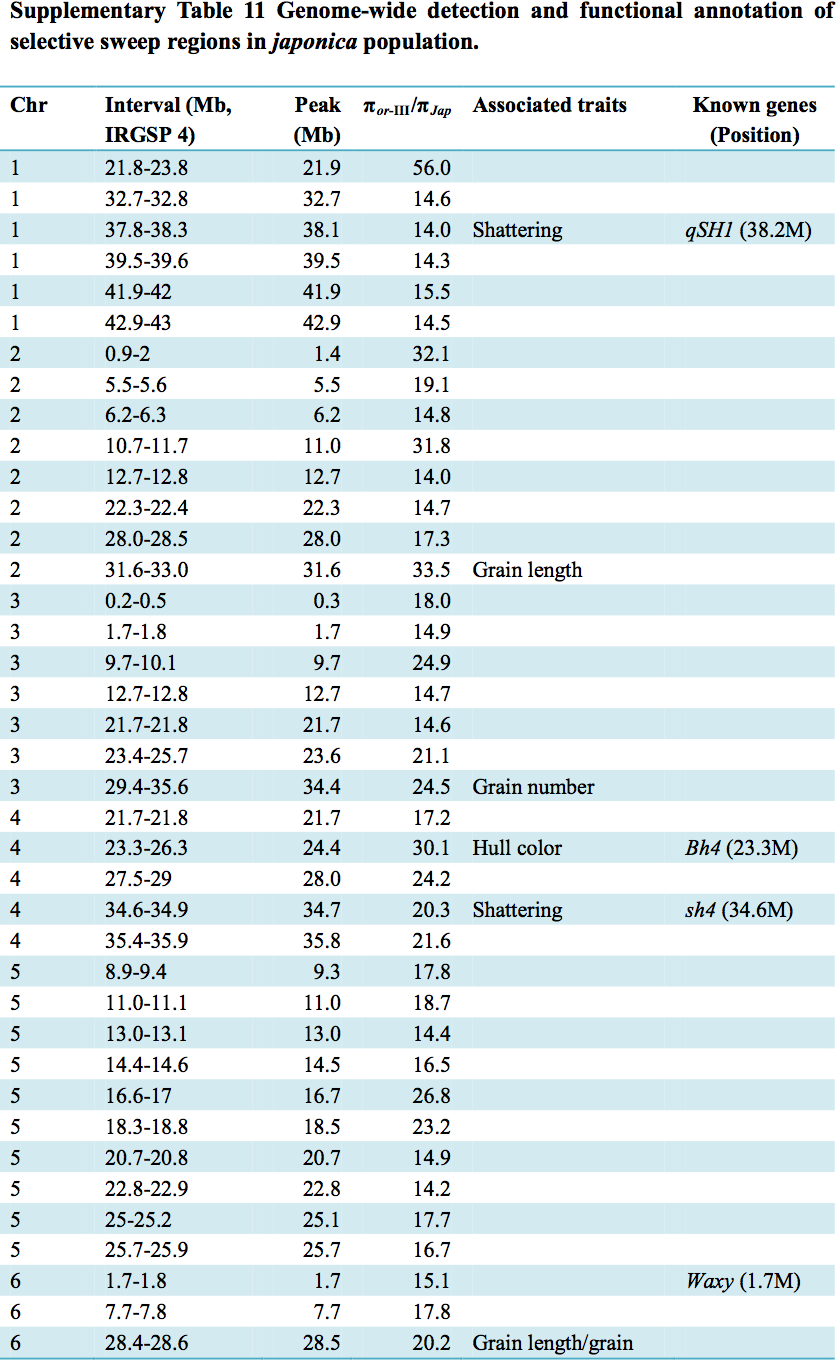 Supplementary Table 11 Genome-wide detection and functional annotation of
selective sweep regions in japonica population.
Chr Interval (Mb, IRGSP 4) Peak (Mb) πor-III/πJap Associated traits Known genes (Position)
1 21.8-23.8 21.9 56.0
1 32.7-32.8 32.7 14.6
1 37.8-38.3 38.1 14.0 Shattering qSH1 (38.2M)
1 39.5-39.6 39.5 14.3
1 41.9-42 41.9 15.5
1 42.9-43 42.9 14.5
2 0.9-2 1.4 32.1
2 5.5-5.6 5.5 19.1
2 6.2-6.3 6.2 14.8
2 10.7-11.7 11.0 31.8
2 12.7-12.8 12.7 14.0
2 22.3-22.4 22.3 14.7
2 28.0-28.5 28.0 17.3
2 31.6-33.0 31.6 33.5 Grain length
3 0.2-0.5 0.3 18.0
3 1.7-1.8 1.7 14.9
3 9.7-10.1 9.7 24.9
3 12.7-12.8 12.7 14.7
3 21.7-21.8 21.7 14.6
3 23.4-25.7 23.6 21.1
3 29.4-35.6 34.4 24.5 Grain number
4 21.7-21.8 21.7 17.2
4 23.3-26.3 24.4 30.1 Hull color Bh4 (23.3M)
4 27.5-29 28.0 24.2
4 34.6-34.9 34.7 20.3 Shattering sh4 (34.6M)
4 35.4-35.9 35.8 21.6
5 8.9-9.4 9.3 17.8
5 11.0-11.1 11.0 18.7
5 13.0-13.1 13.0 14.4
5 14.4-14.6 14.5 16.5
5 16.6-17 16.7 26.8
5 18.3-18.8 18.5 23.2
5 20.7-20.8 20.7 14.9
5 22.8-22.9 22.8 14.2
5 25-25.2 25.1 17.7
5 25.7-25.9 25.7 16.7
6 1.7-1.8 1.7 15.1 Waxy (1.7M)
6 7.7-7.8 7.7 17.8
6 28.4-28.6 28.5 20.2 Grain length/grain